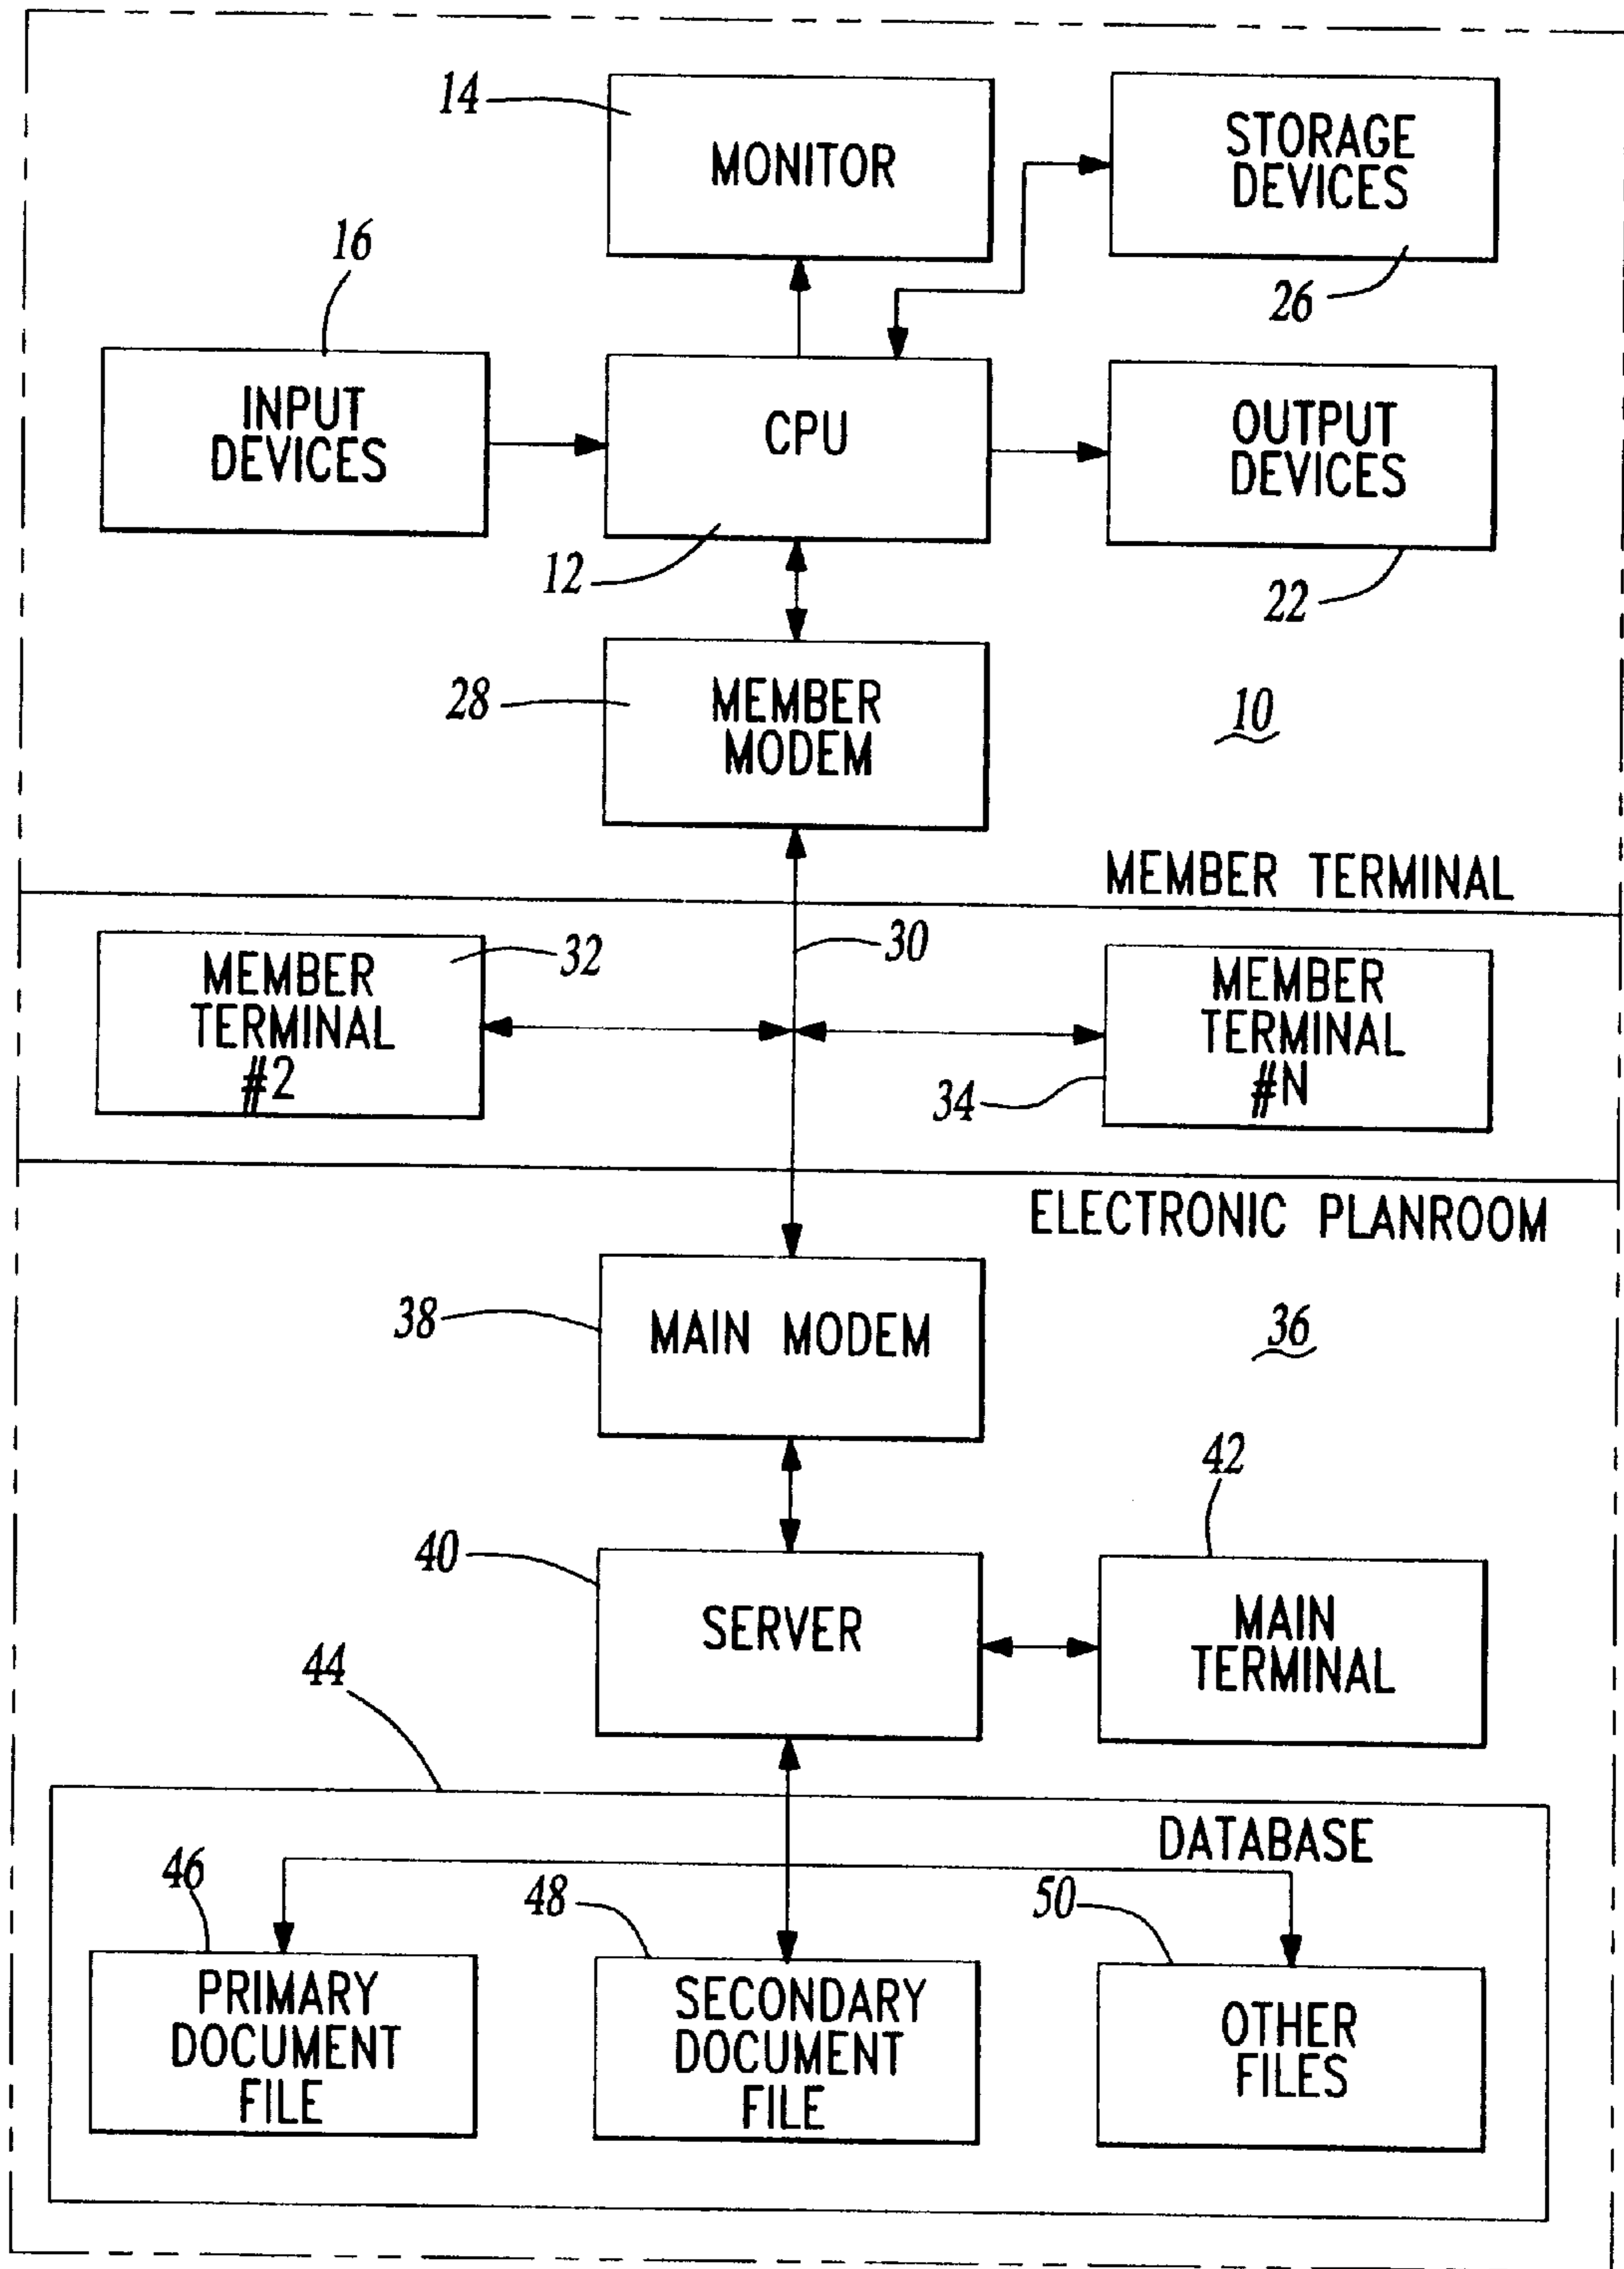 14
MONITOR
STORAGE
DEVICES
26
16
INPUT
DEVICES
CPU
12
OUTPUT
DEVICES
22
28
MEMBER
MODEM
10
MEMBER TERMINAL
MEMBER
TERMINAL
#2
32
30
MEMBER
TERMINAL
#N
34
ELECTRONIC PLANROOM
38
MAIN MODEM
36
40
SERVER
42
MAIN
TERMINAL
44
DATABASE
46
PRIMARY
DOCUMENT
FILE
48
SECONDARY
DOCUMENT
FILE
50
OTHER
FILES